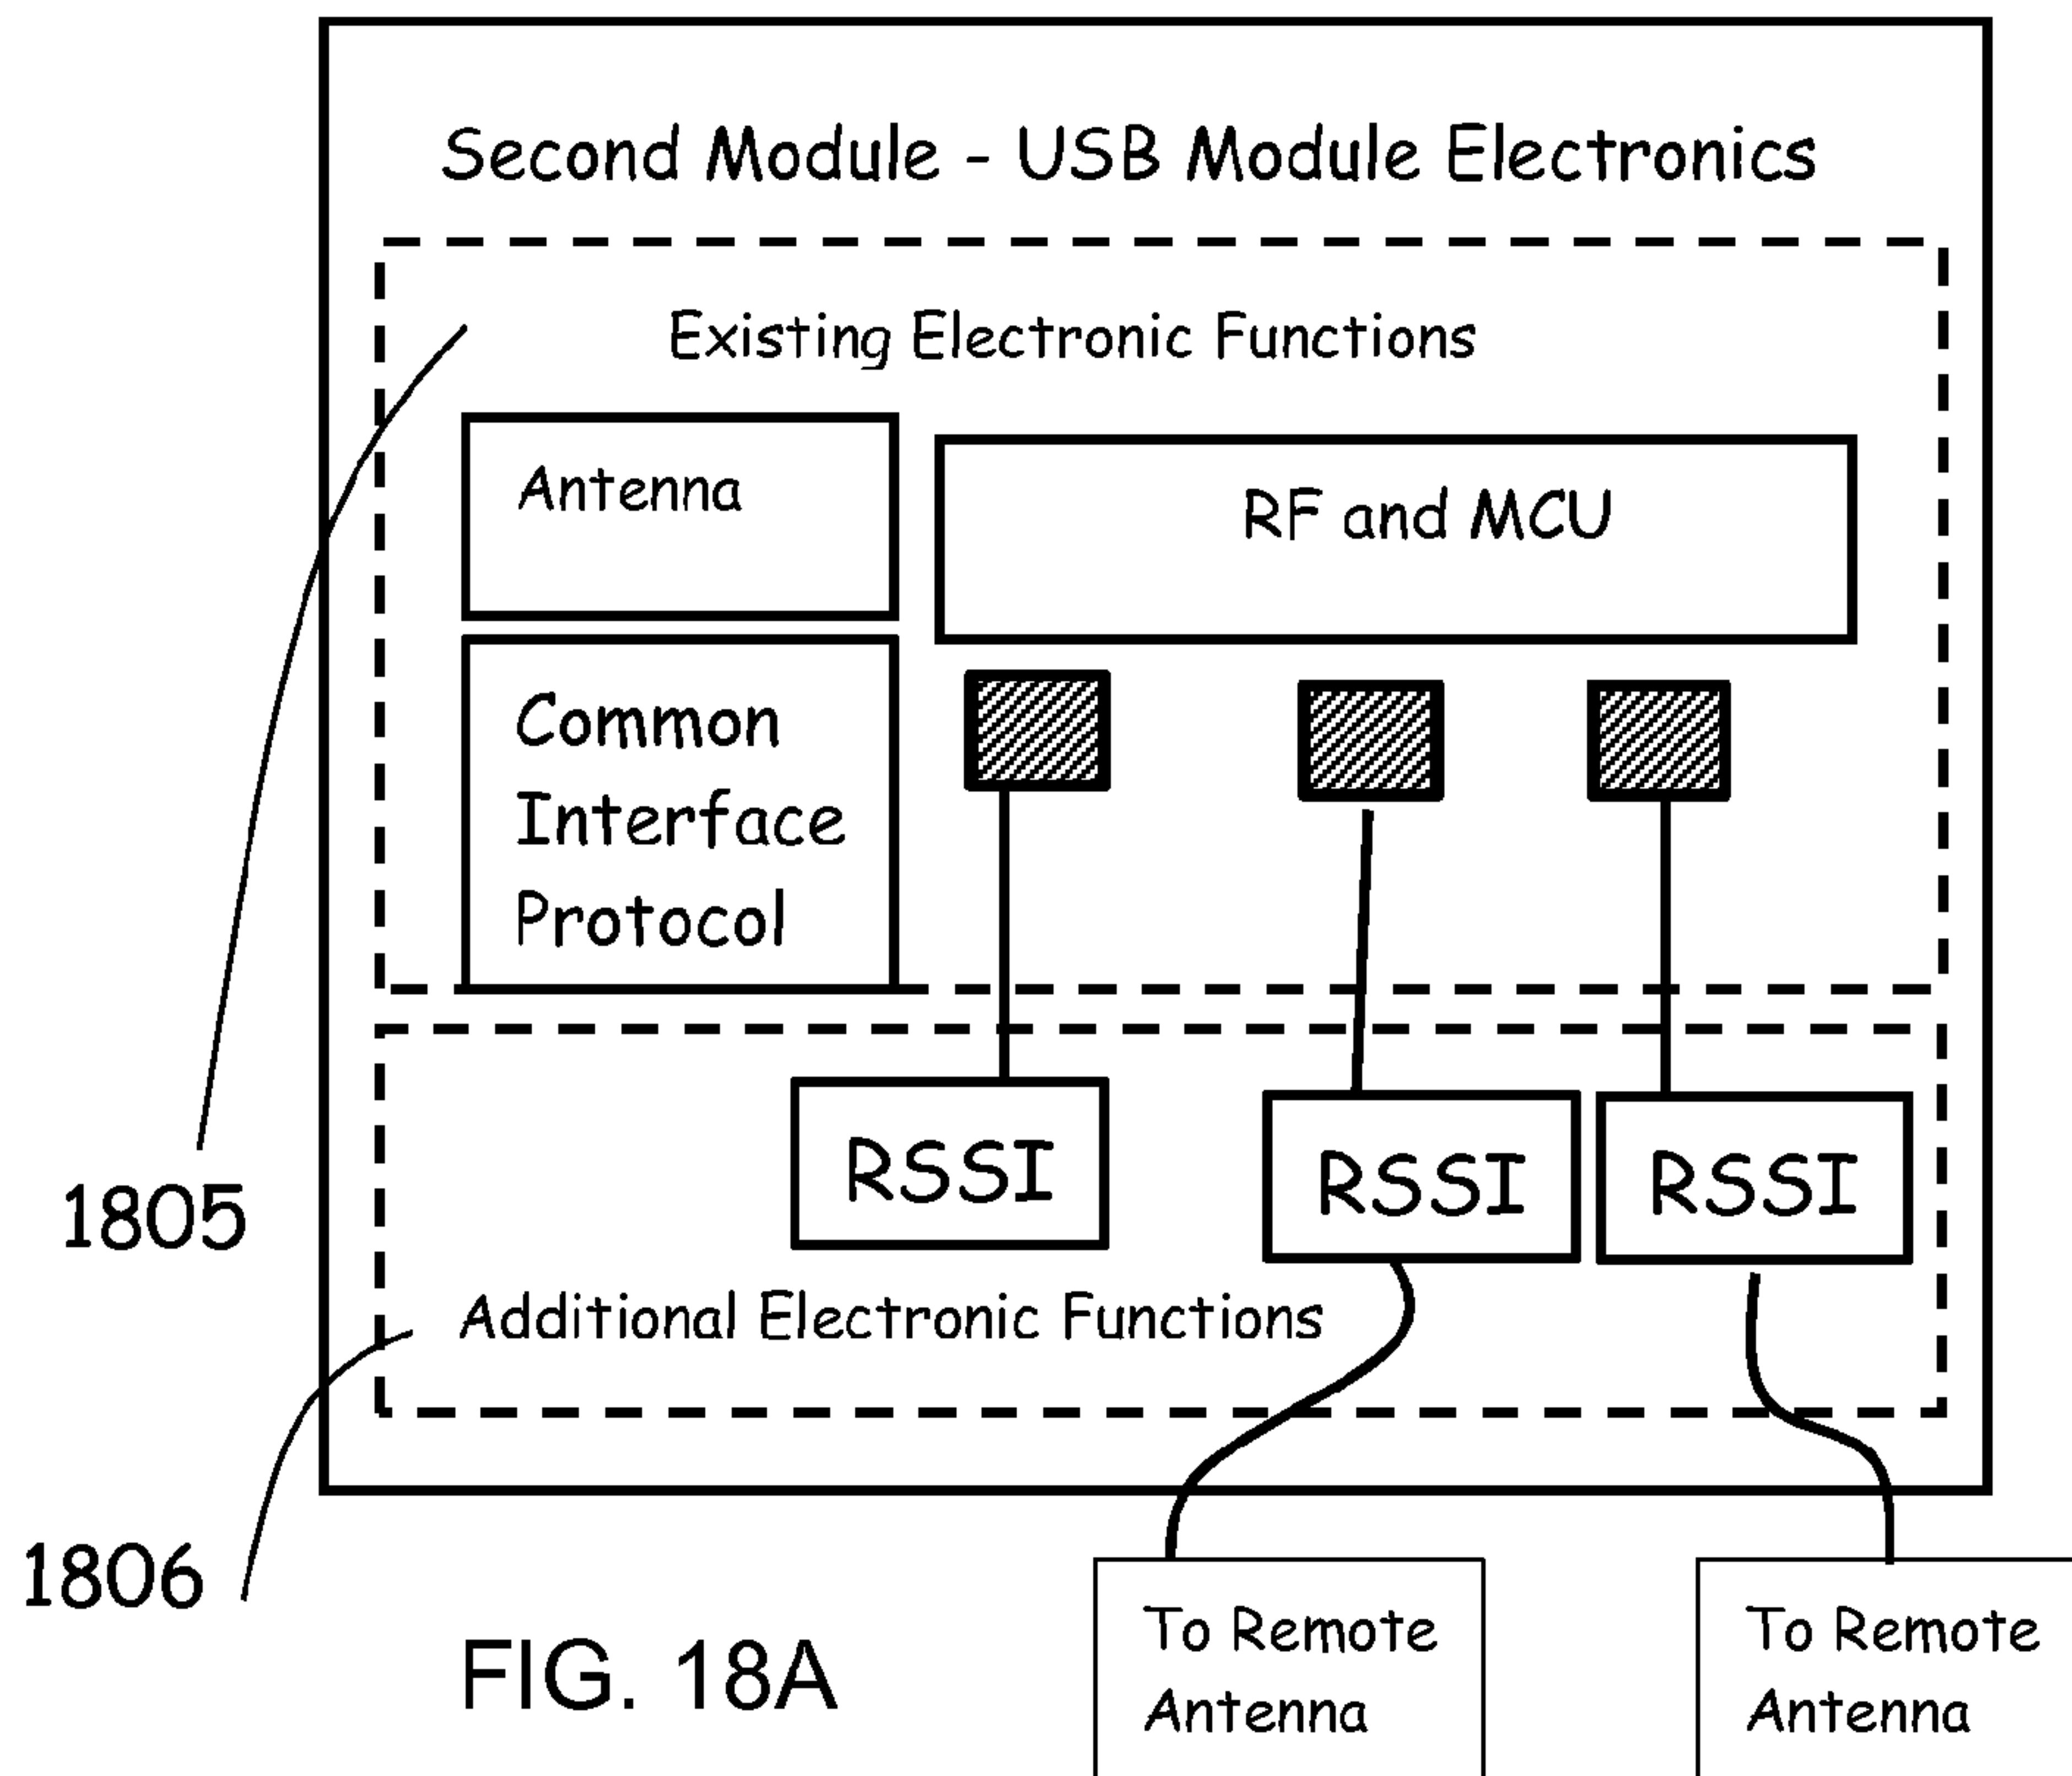 Second Module - USB Module Electronics
Existing Electronic Functions
Antenna
RF and MCU
Common
Interface
Protocol
RSSI
RSSI
RSSI
1805
Additional Electronic Functions
1806
To Remote
Antenna
To Remote
Antenna
FIG. 18A